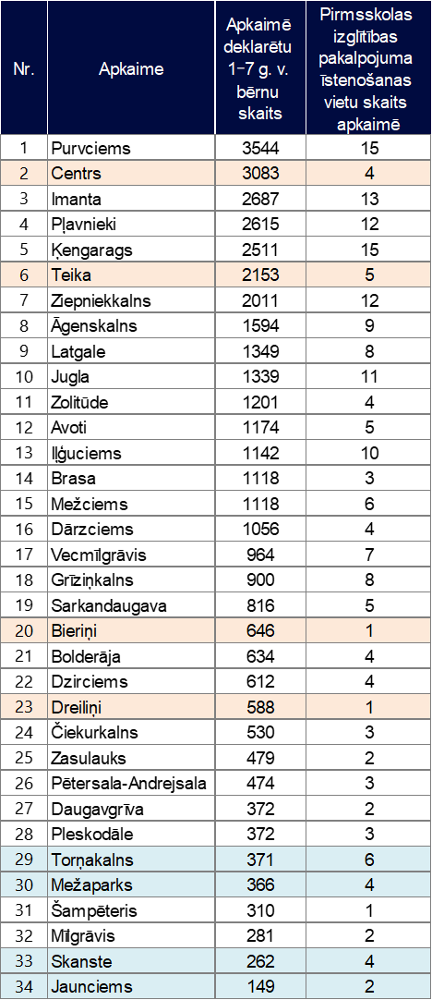 Nr. Apkaime Apkaimē deklarētu 1–7 g. v. bērnu skaits Pirmsskolas izglītības pakalpojuma īstenošanas vietu skaits apkaimē
1 Purvciems 3544 15
2 Centrs 3083 4
3 Imanta 2687 13
4 Pļavnieki 2615 12
5 Ķengarags 2511 15
6 Teika 2153 5
7 Ziepniekkalns 2011 12
8 Āgenskalns 1594 9
9 Latgale 1349 8
10 Jugla 1339 11
11 Zolitūde 1201 4
12 Avoti 1174 5
13 Iļģuciems 1142 10
14 Brasa 1118 3
15 Mežciems 1118 6
16 Dārzciems 1056 4
17 Vecmīlgrāvis 964 7
18 Grīziņkalns 900 8
19 Sarkandaugava 816 5
20 Bieriņi 646 1
21 Bolderāja 634 4
22 Dzirciems 612 4
23 Dreiliņi 588 1
24 Čiekurkalns 530 3
25 Zasulauks 479 2
26 Pētersala-Andrejsala 474 3
27 Daugavgrīva 372 2
28 Pleskodāle 372 3
29 Torņakalns 371 6
30 Mežaparks 366 4
31 Šampēteris 310 1
32 Mīlgrāvis 281 2
33 Skanste 262 4
34 Jaunciems 149 2